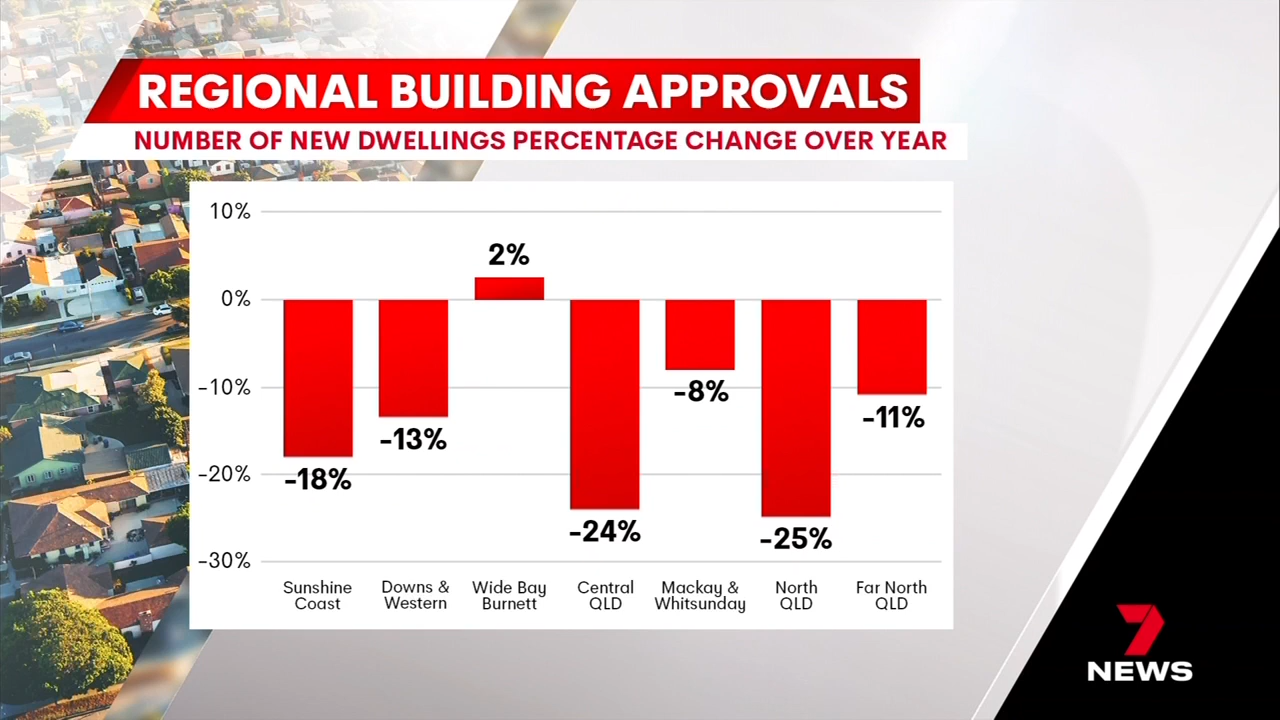 REGIONAL BUILDING APPROVALS
NUMBER OF NEW DWELLINGS PERCENTAGE CHANGE OVER YEAR
10%
0%
-10%
-20%
-30%
-18%
-13%
2%
-24%
-8%
-25%
-11%
Sunshine
Coast
Downs &
Western
Wide Bay
Burnett
Central
QLD
Mackay &
Whitsunday
North
QLD
Far North
QLD
7
NEWS